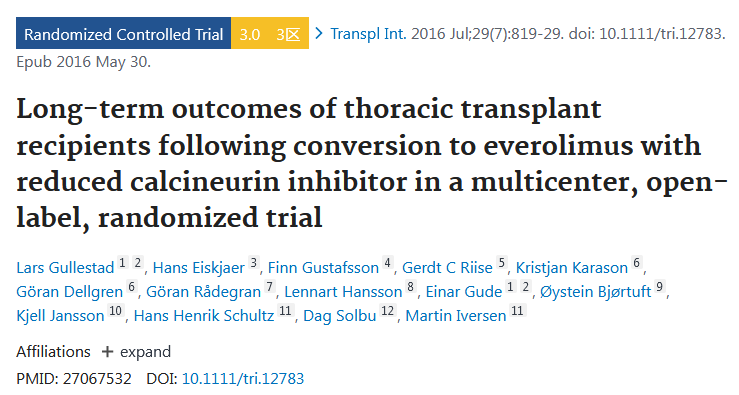 Randomized Controlled Trial 3.0 3区 Transpl Int. 2016 Jul;29(7):819-29. doi: 10.1111/tri.12783.
Epub 2016 May 30.
Long-term outcomes of thoracic transplant
recipients following conversion to everolimus with
reduced calcineurin inhibitor in a multicenter, open-
label, randomized trial
Lars Gullestad 1 2, Hans Eiskjaer 3, Finn Gustafsson 4, Gerdt C Riise 5, Kristjan Karason 6,
Göran Dellgren 6, Göran Rådegran 7, Lennart Hansson 8, Einar Gude 1 2, Øystein Bjørtuft 9,
Kjell Jansson 10, Hans Henrik Schultz 11, Dag Solbu 12, Martin Iversen 11
Affiliations + expand
PMID: 27067532 DOI: 10.1111/tri.12783